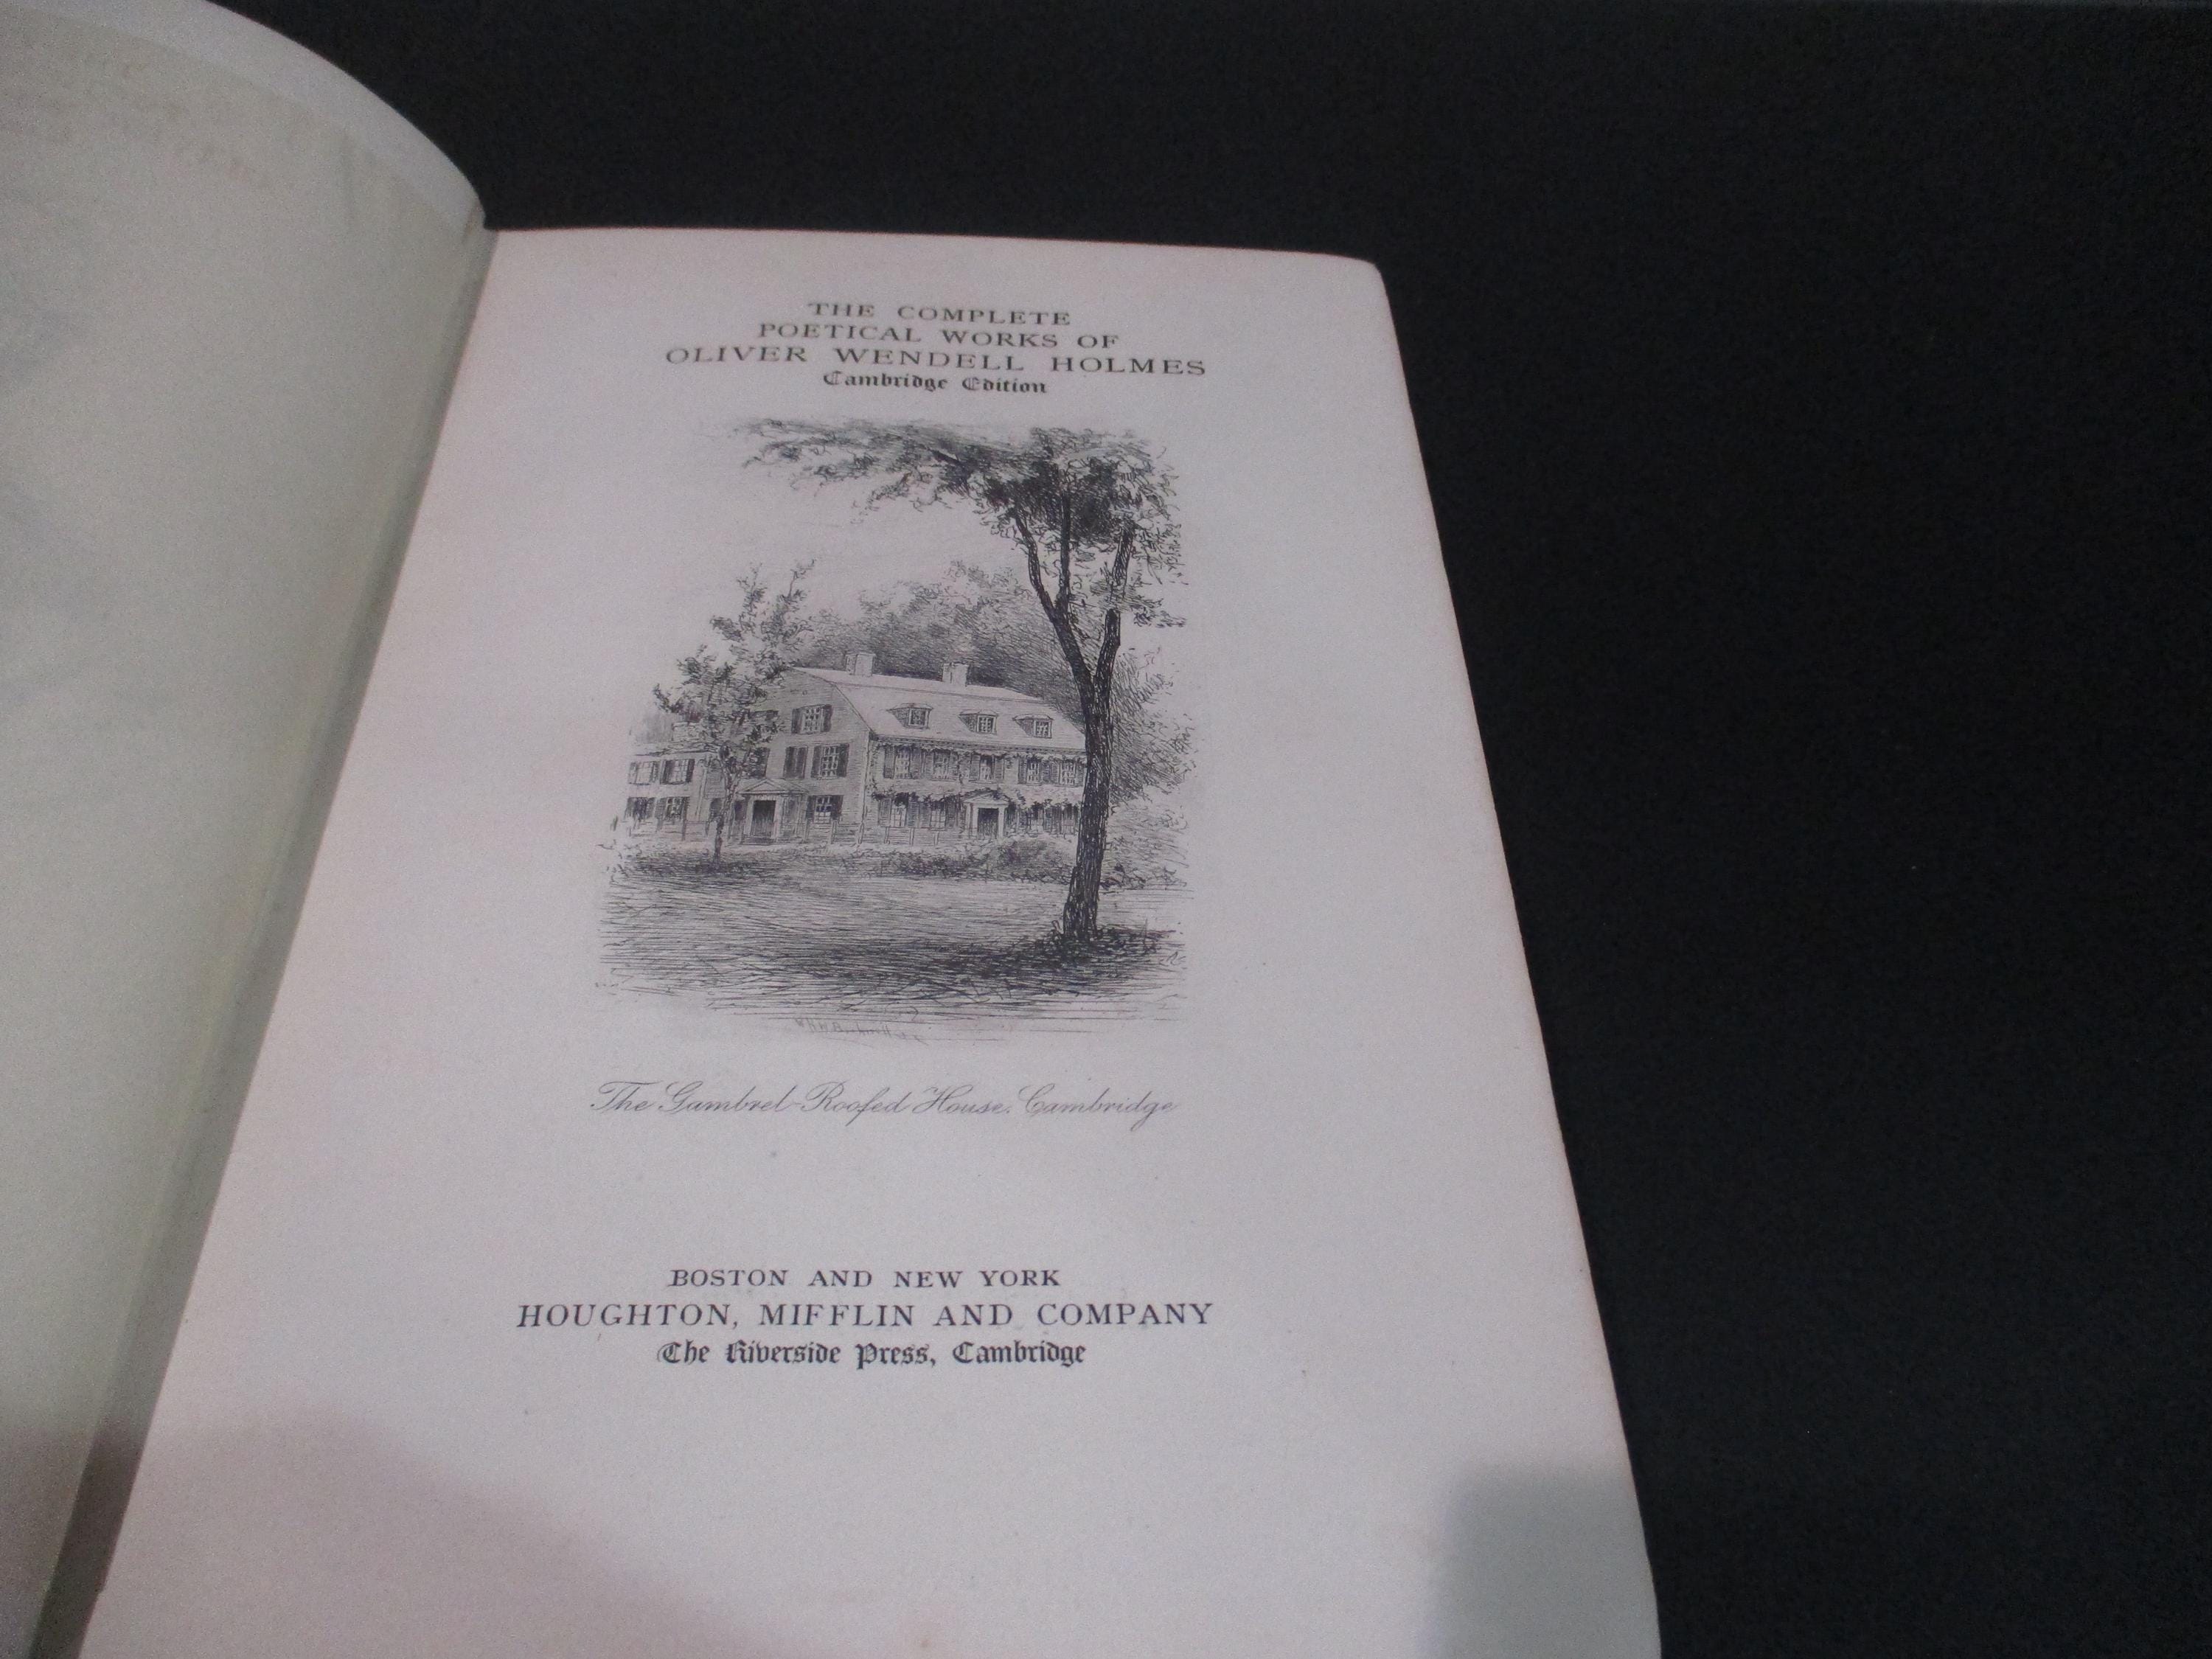 THE COMPLETE
POETICAL WORKS OF
OLIVER WENDELL HOLMES
Cambridge Edition
The Gambrel-Roofed House, Cambridge
BOSTON AND NEW YORK
HOUGHTON, MIFFLIN AND COMPANY
The Riverside Press, Cambridge